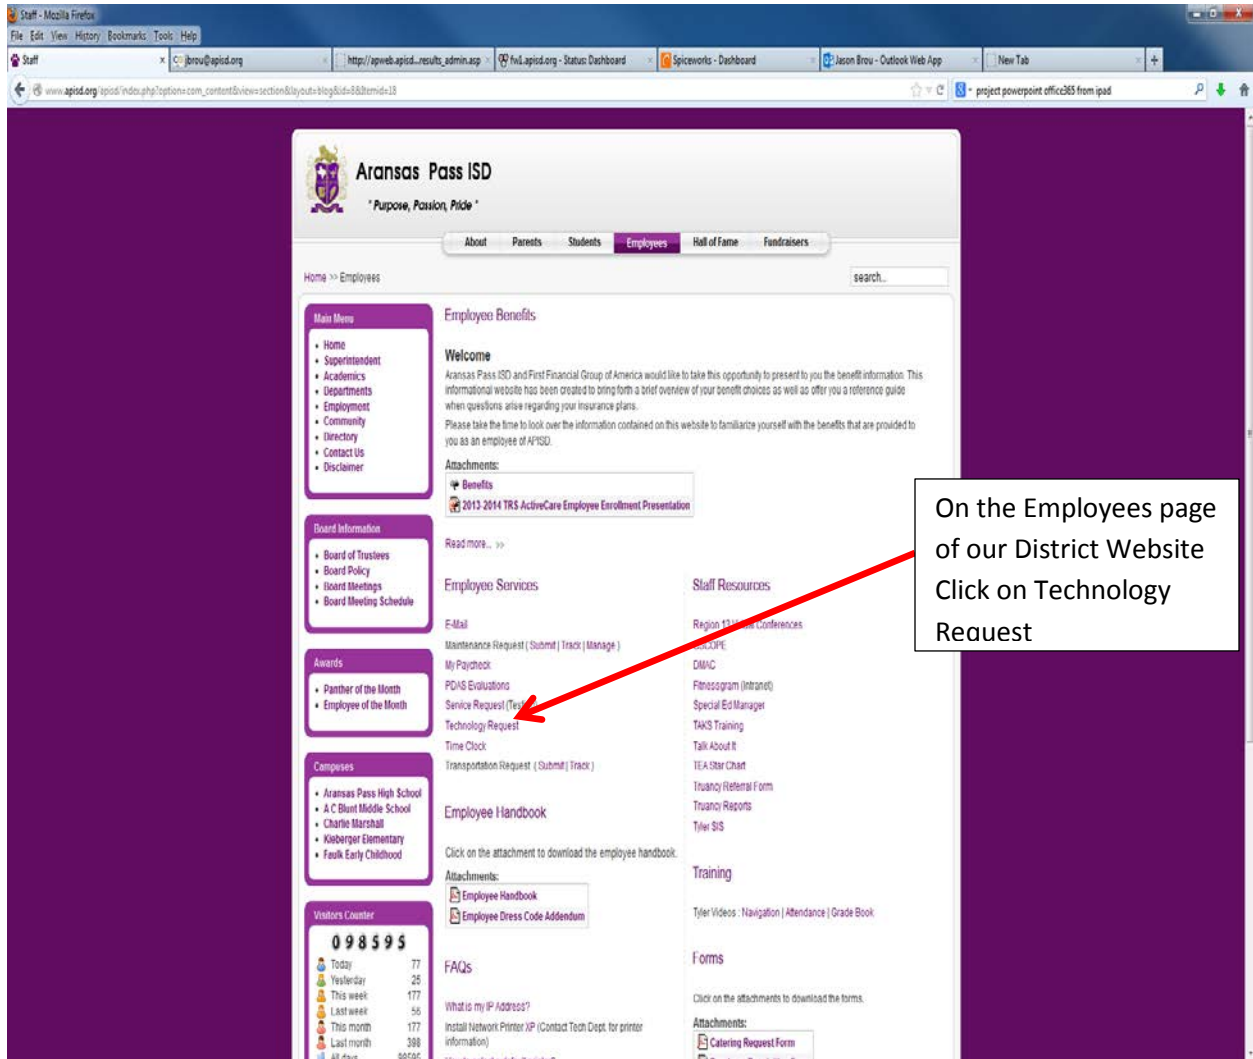 Staff - Mozilla Firefox
File Edit View History Bookmarks Tools Help
Staff
jbrou@apisd.org
http://apweb.apisd...results_admin.asp
fw1.apisd.org - Status: Dashboard
Spiceworks - Dashboard
Jason Brou - Outlook Web App
New Tab
www.apisd.org/apisd/index.php?option=com_content&view=section&layout=blog&id=8&Itemid=18
project powerpoint office365 from ipad
Aransas Pass ISD
" Purpose, Passion, Pride "
About Parents Students Employees Hall of Fame Fundraisers
Home >> Employees
search...
Main Menu
Home
Superintendent
Academics
Departments
Employment
Community
Directory
Contact Us
Disclaimer
Board Information
Board of Trustees
Board Policy
Board Meetings
Board Meeting Schedule
Awards
Panther of the Month
Employee of the Month
Campuses
Aransas Pass High School
A C Blunt Middle School
Charlie Marshall
Kieberger Elementary
Faulk Early Childhood
Visitors Counter
098595
Today 77
Yesterday 25
This week 177
Last week 56
This month 177
Last month 398
All days 98595
Employee Benefits
Welcome
Aransas Pass ISD and First Financial Group of America would like to take this opportunity to present to you the benefit information. This
informational website has been created to bring forth a brief overview of your benefit choices as well as offer you a reference guide
when questions arise regarding your insurance plans.
Please take the time to look over the information contained on this website to familiarize yourself with the benefits that are provided to
you as an employee of APISD.
Attachments:
Benefits
2013-2014 TRS ActiveCare Employee Enrollment Presentation
Read more... >>
Employee Services
E-Mail
Maintenance Request ( Submit | Track | Manage )
My Paycheck
PDAS Evaluations
Service Request
Technology Request
Time Clock
Transportation Request ( Submit | Track )
Employee Handbook
Click on the attachment to download the employee handbook.
Attachments:
Employee Handbook
Employee Dress Code Addendum
FAQs
What is my IP Address?
Install Network Printer XP (Contact Tech Dept. for printer
information)
Staff Resources
Region 13 Conferences
DMAC
Fitnessgram (Intranet)
Special Ed Manager
TAKS Training
Talk About It
TEA Star Chart
Truancy Referral Form
Truancy Reports
Tyler SIS
Training
Tyler Videos : Navigation | Attendance | Grade Book
Forms
Click on the attachments to download the forms.
Attachments:
Catering Request Form
On the Employees page
of our District Website
Click on Technology
Request